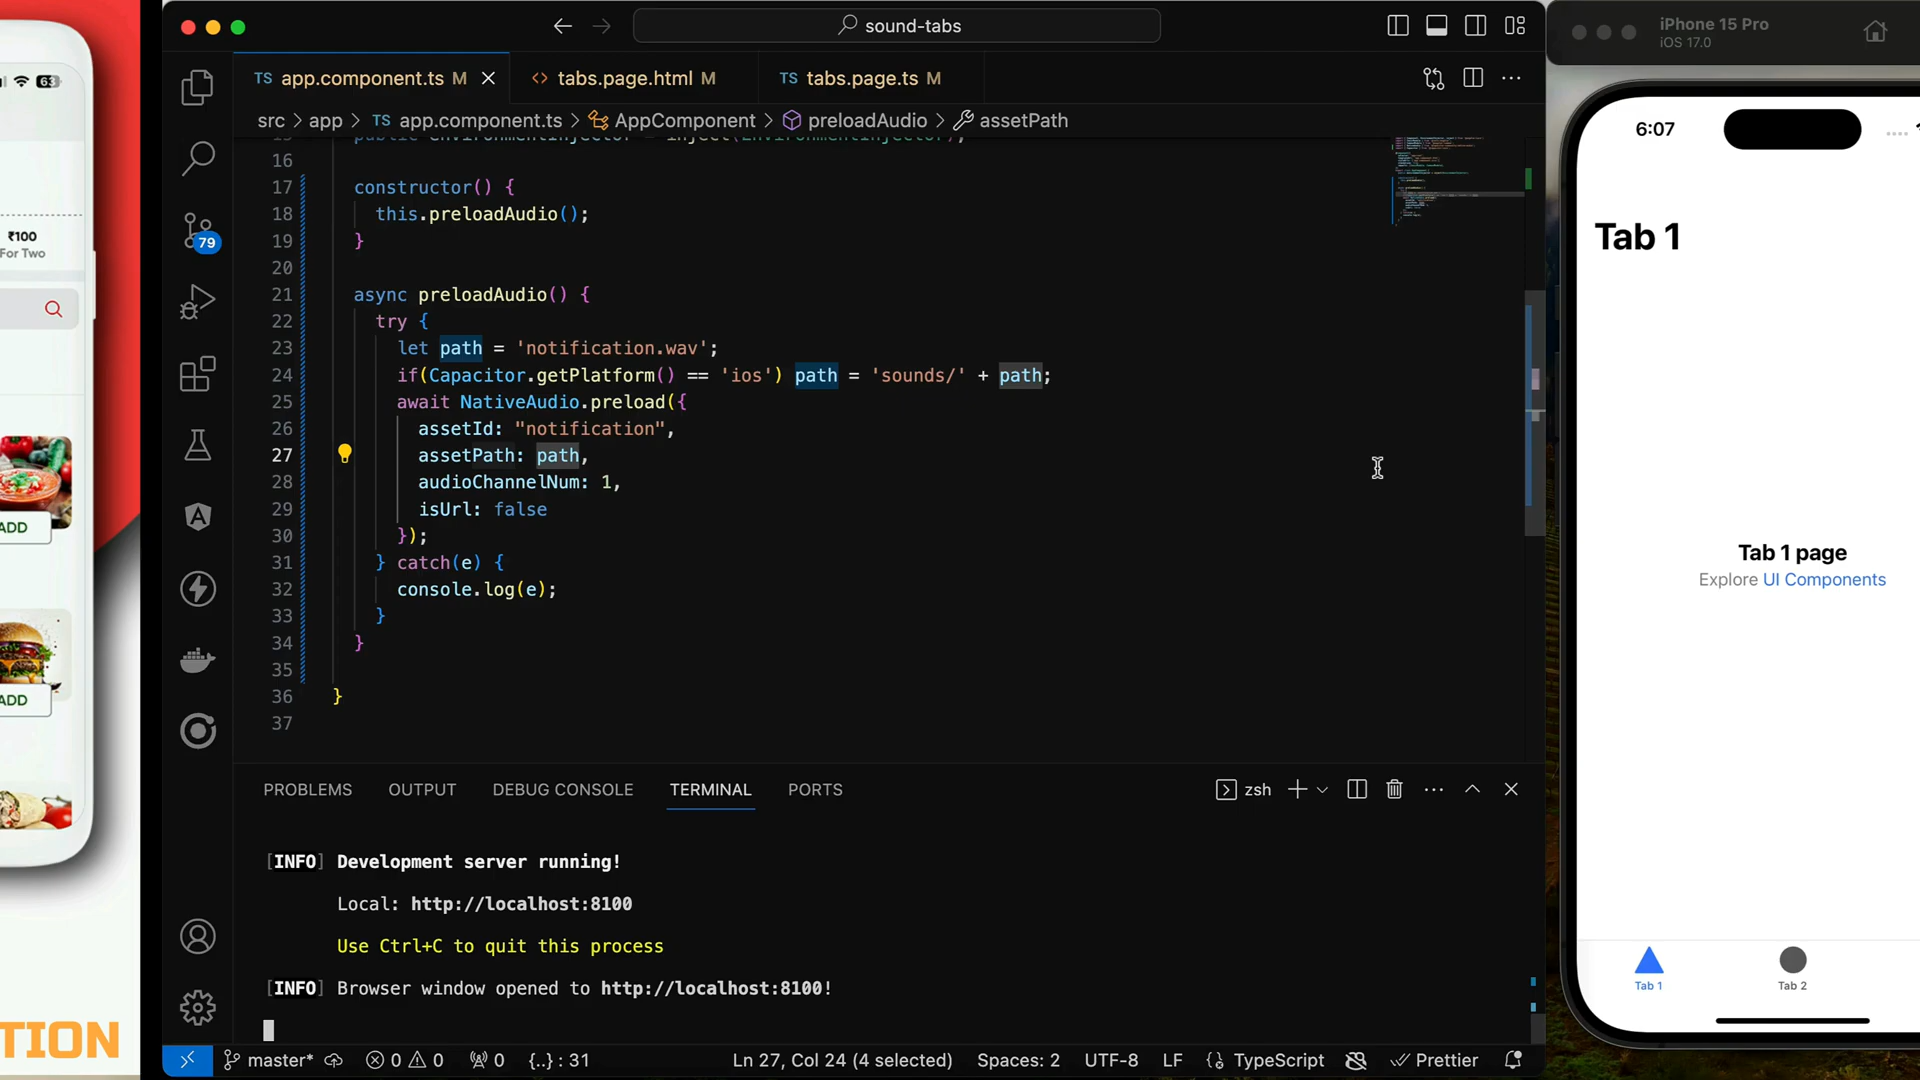 63
₹100
For Two
ADD
ADD
TION
sound-tabs
TS app.component.ts M
<> tabs.page.html M
TS tabs.page.ts M
src > app > TS app.component.ts > AppComponent > preloadAudio > assetPath
16
17 constructor() {
18 this.preloadAudio();
19 }
20
21 async preloadAudio() {
22 try {
23 let path = 'notification.wav';
24 if(Capacitor.getPlatform() == 'ios') path = 'sounds/' + path;
25 await NativeAudio.preload({
26 assetId: "notification",
27 assetPath: path,
28 audioChannelNum: 1,
29 isUrl: false
30 });
31 } catch(e) {
32 console.log(e);
33 }
34 }
35
36 }
37
79
PROBLEMS OUTPUT DEBUG CONSOLE TERMINAL PORTS
zsh
[INFO] Development server running!
Local: http://localhost:8100
Use Ctrl+C to quit this process
[INFO] Browser window opened to http://localhost:8100!
master* 0 0 0 {..} : 31 Ln 27, Col 24 (4 selected) Spaces: 2 UTF-8 LF TypeScript Prettier
iPhone 15 Pro
iOS 17.0
6:07
Tab 1
Tab 1 page
Explore UI Components
Tab 1
Tab 2